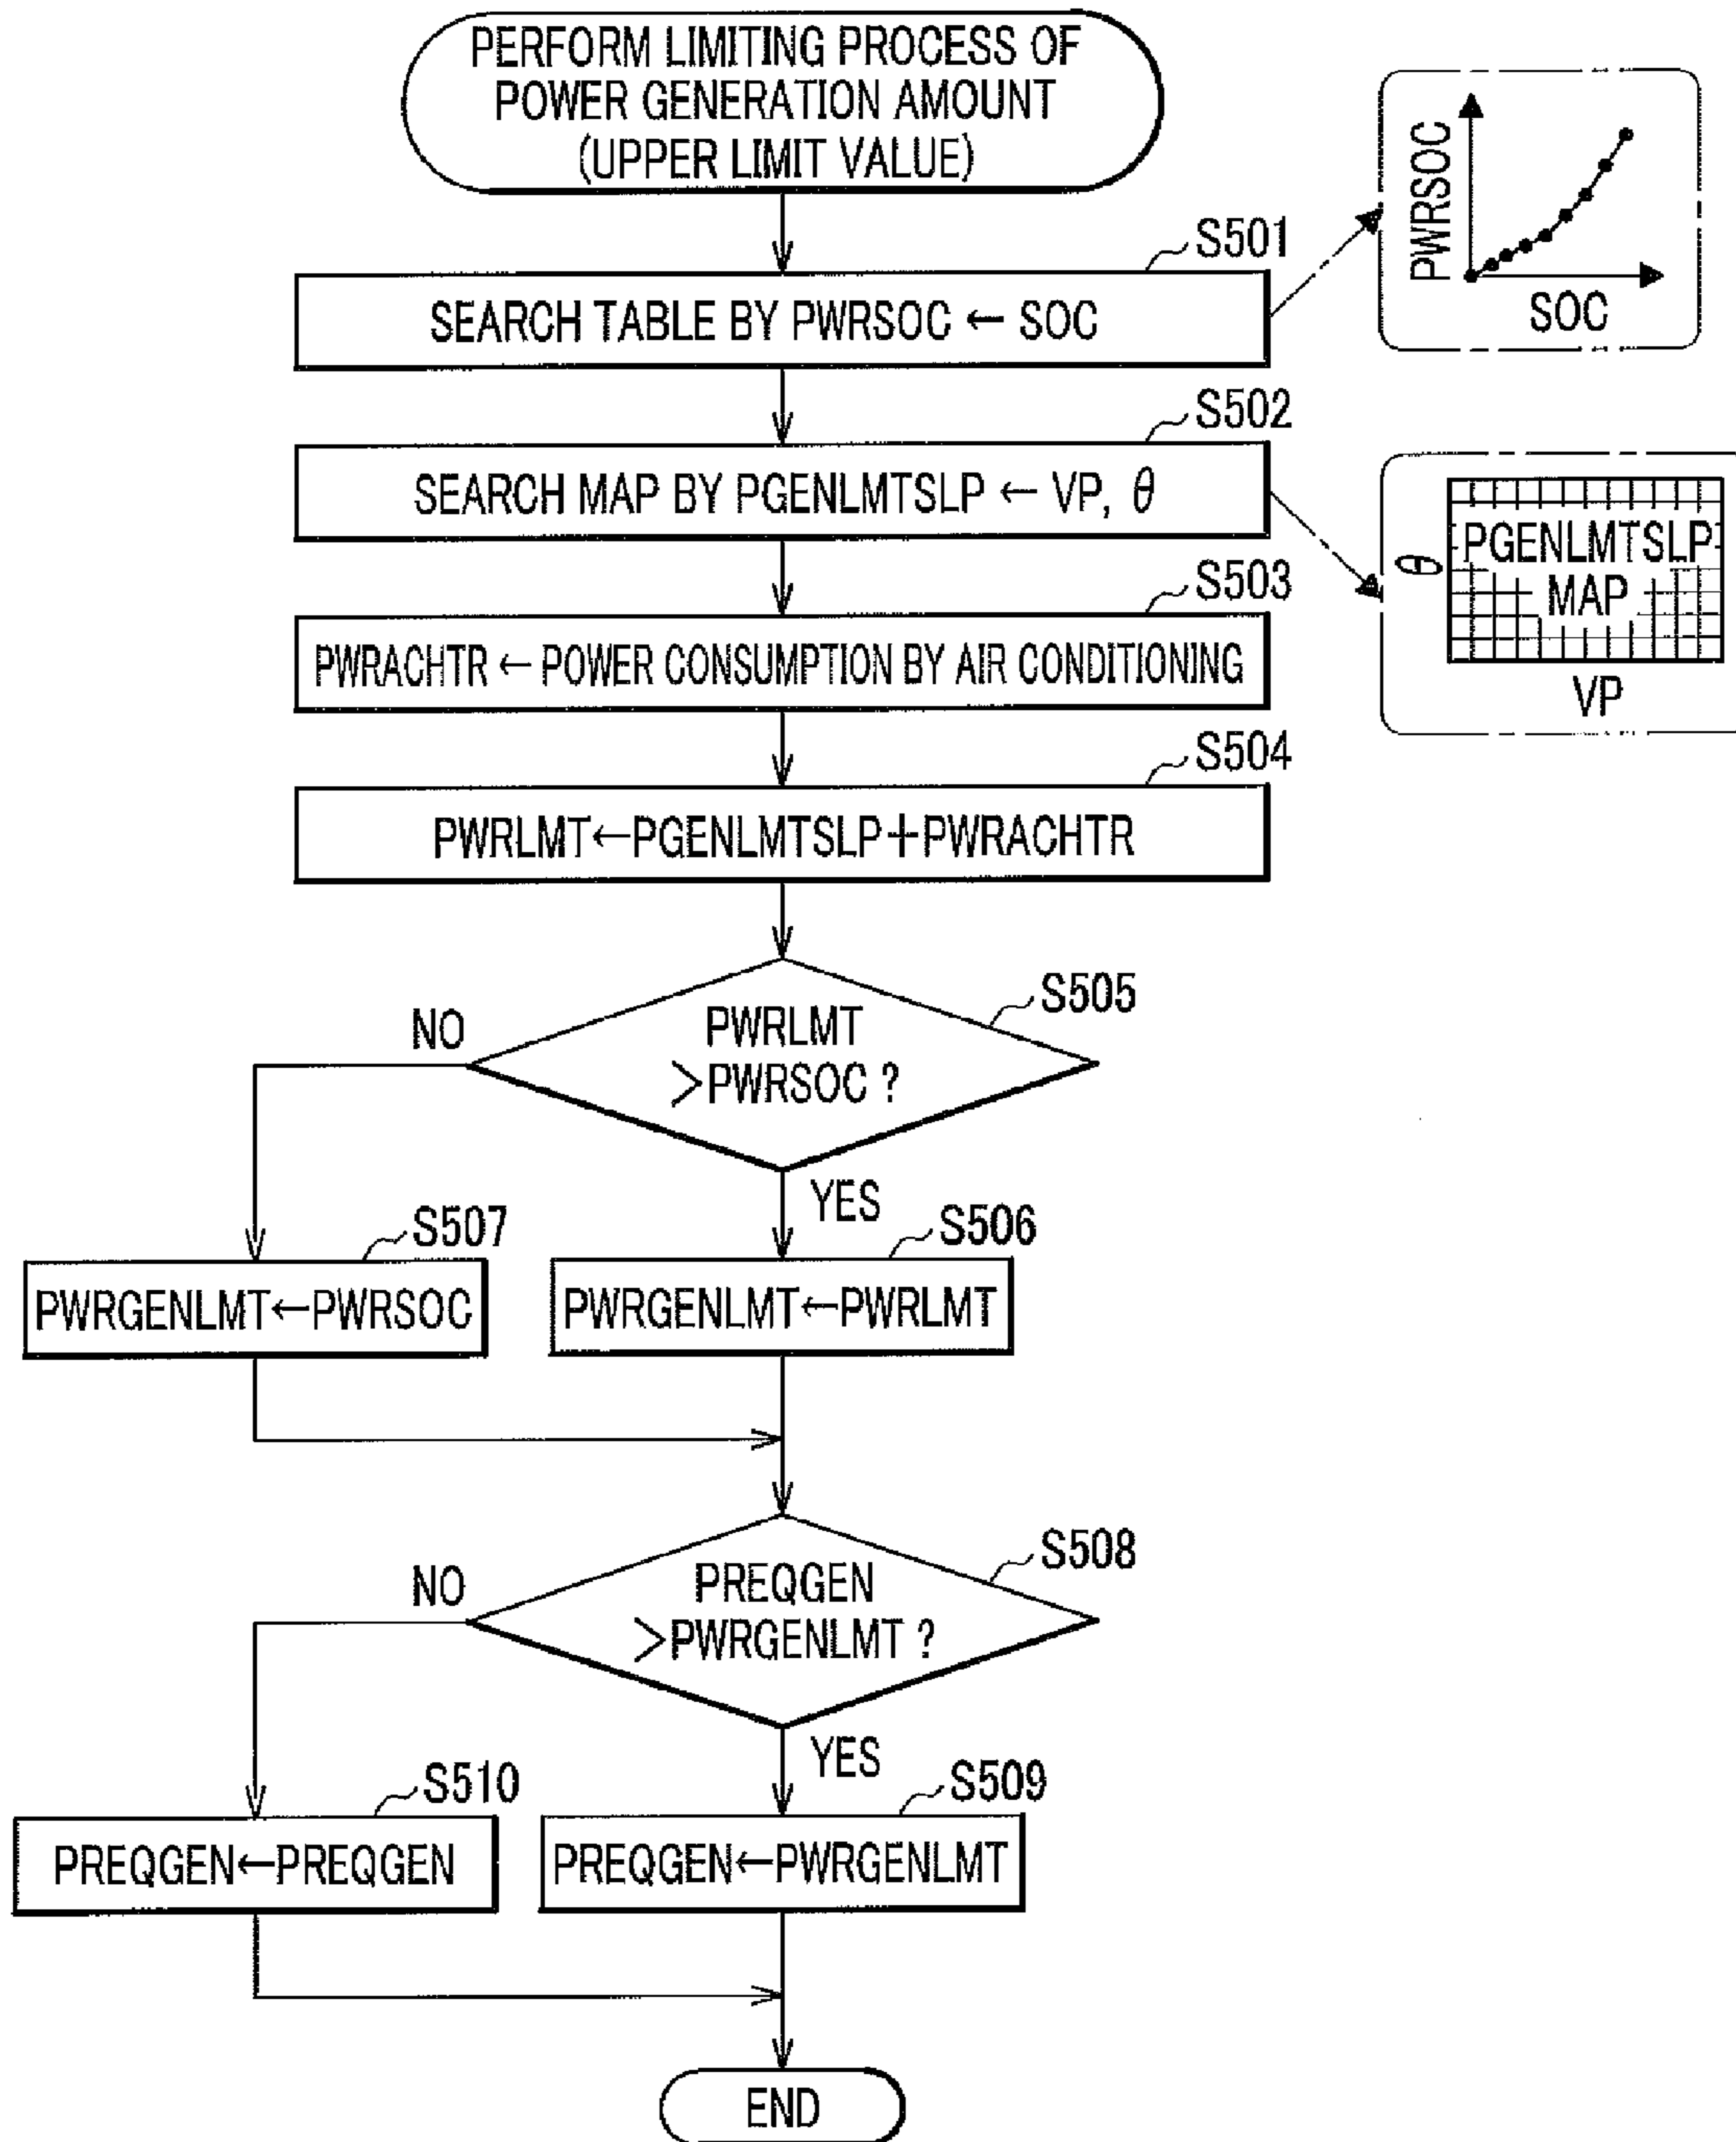 PERFORM LIMITING PROCESS OF
POWER GENERATION AMOUNT
(UPPER LIMIT VALUE)
S501
SEARCH TABLE BY PWRSOC ← SOC
PWRSOC
SOC
S502
SEARCH MAP BY PGENLMTSLP ← VP, θ
θ
PGENLMTSLP
MAP
VP
S503
PWRACHTR ← POWER CONSUMPTION BY AIR CONDITIONING
S504
PWRLMT←PGENLMTSLP+PWRACHTR
S505
PWRLMT
>PWRSOC ?
NO
YES
S507
PWRGENLMT←PWRSOC
S506
PWRGENLMT←PWRLMT
S508
PREQGEN
>PWRGENLMT ?
NO
YES
S510
PREQGEN←PREQGEN
S509
PREQGEN←PWRGENLMT
END